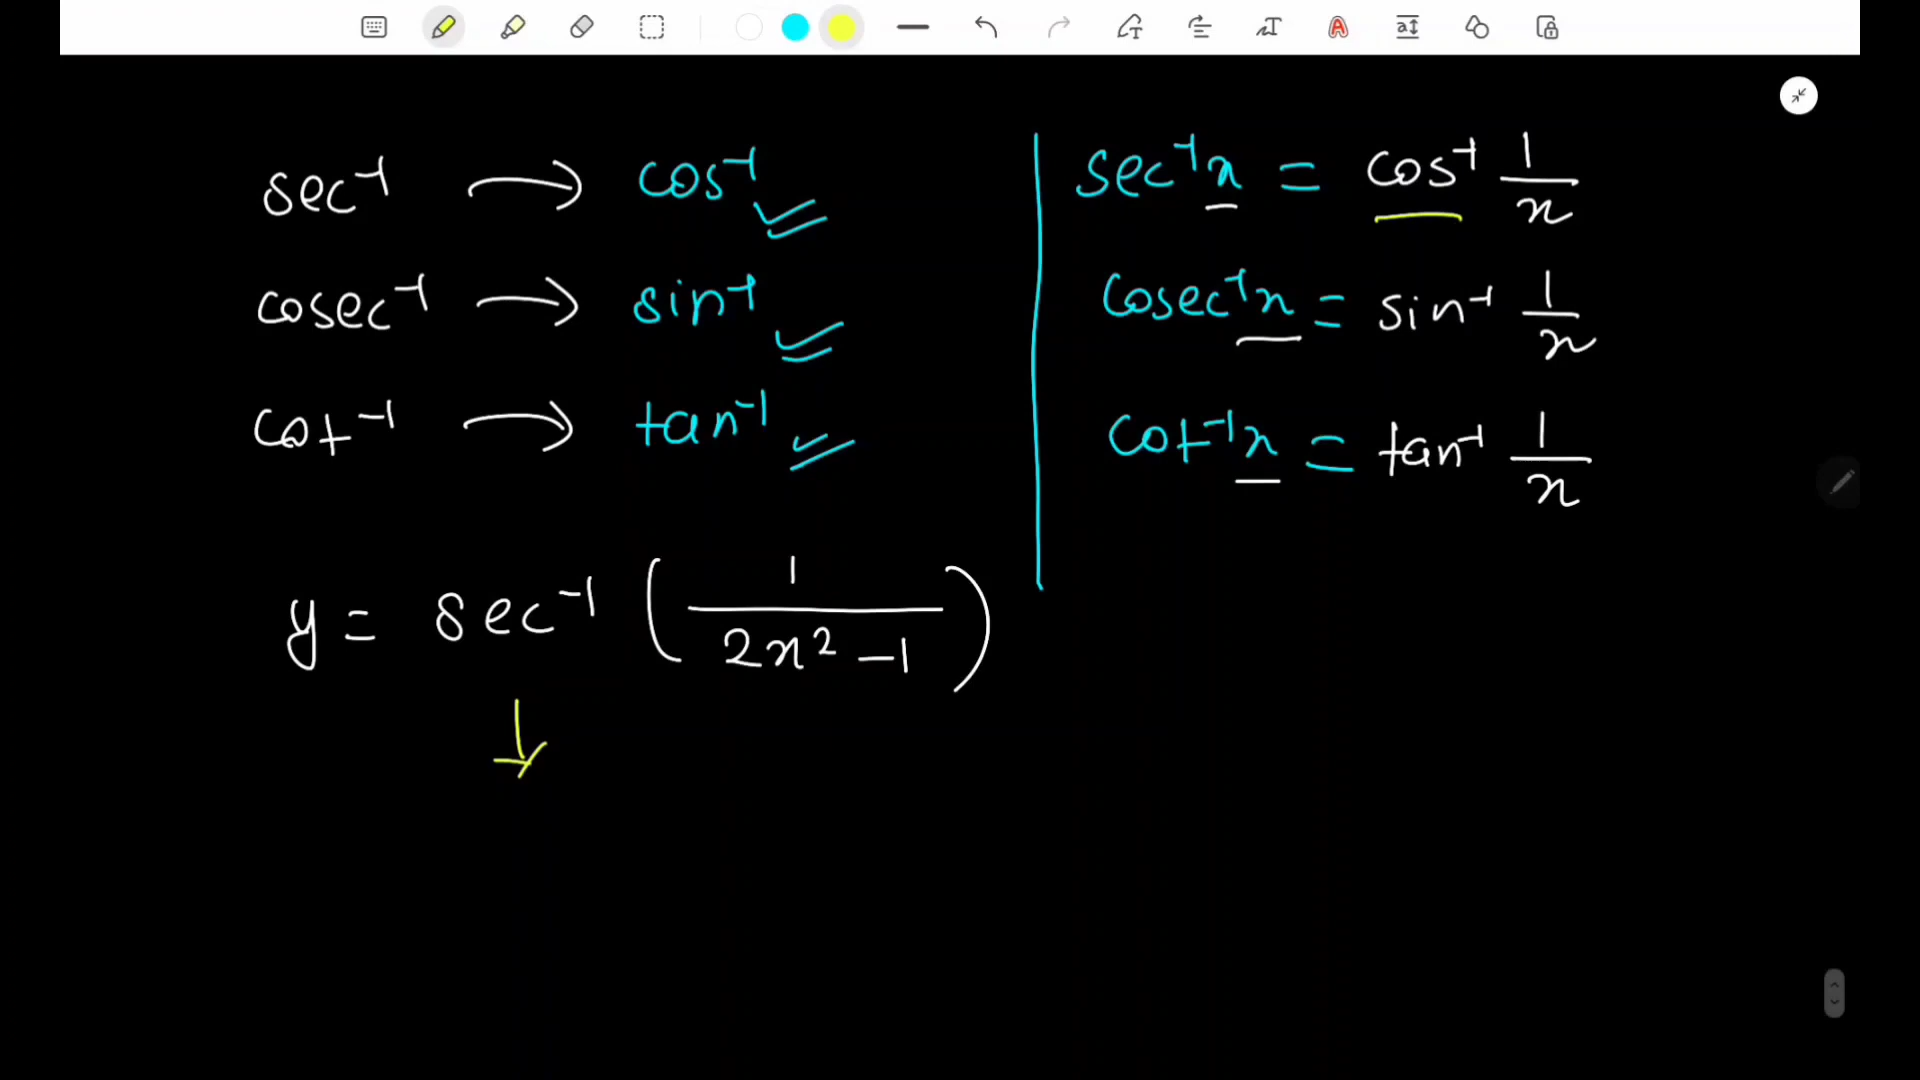 sec⁻¹ → cos⁻¹
cosec⁻¹ → sin⁻¹
cot⁻¹ → tan⁻¹
sec⁻¹x = cos⁻¹ 1/x
cosec⁻¹x = sin⁻¹ 1/x
cot⁻¹x = tan⁻¹ 1/x
y = sec⁻¹ (1/(2x² −1))